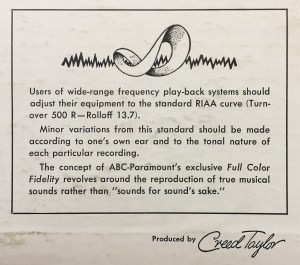 Users of wide-range frequency play-back systems should
adjust their equipment to the standard RIAA curve (Turn-
over 500 R—Rolloff 13.7).
Minor variations from this standard should be made
according to one's own ear and to the tonal nature of
each particular recording.
The concept of ABC-Paramount's exclusive Full Color
Fidelity revolves around the reproduction of true musical
sounds rather than "sounds for sound's sake."
Produced by Creed Taylor